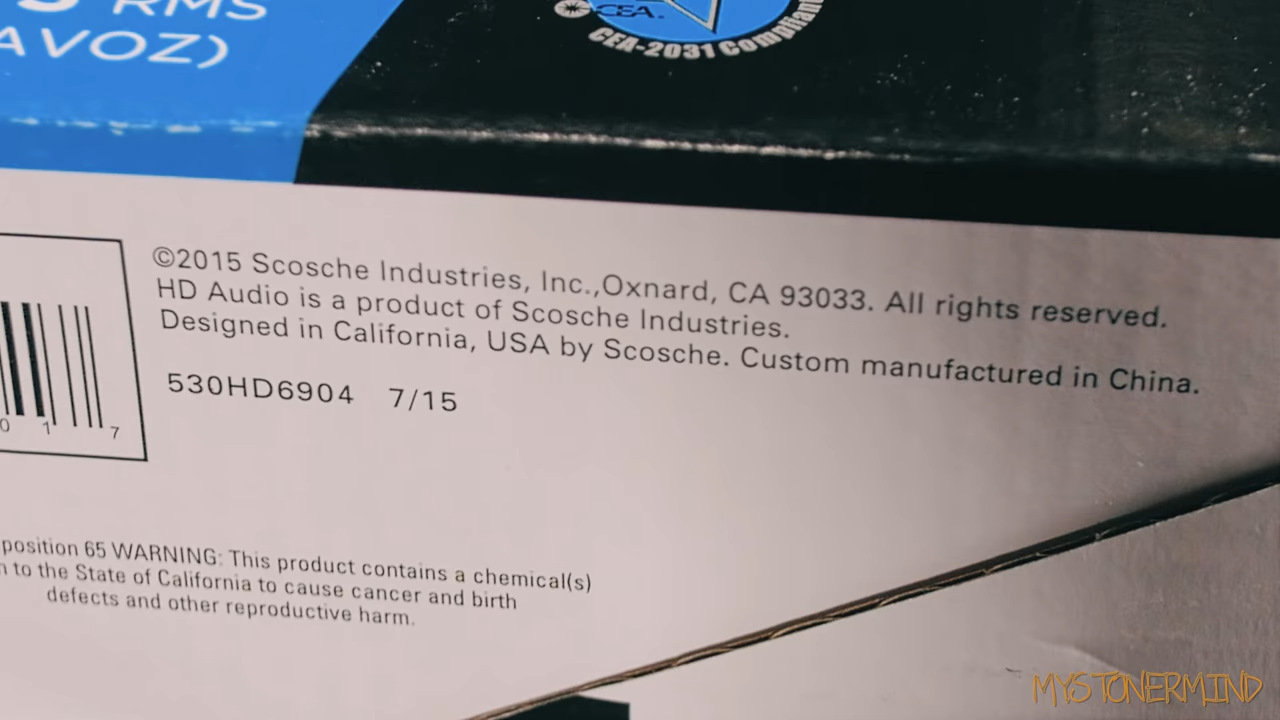 RMS
AVOZ)
CEA®
CEA-2031 Compliant
©2015 Scosche Industries, Inc.,Oxnard, CA 93033. All rights reserved.
HD Audio is a product of Scosche Industries.
Designed in California, USA by Scosche. Custom manufactured in China.
530HD6904 7/15
0 1 7
position 65 WARNING: This product contains a chemical(s)
to the State of California to cause cancer and birth
defects and other reproductive harm.
MYSTONERMIND